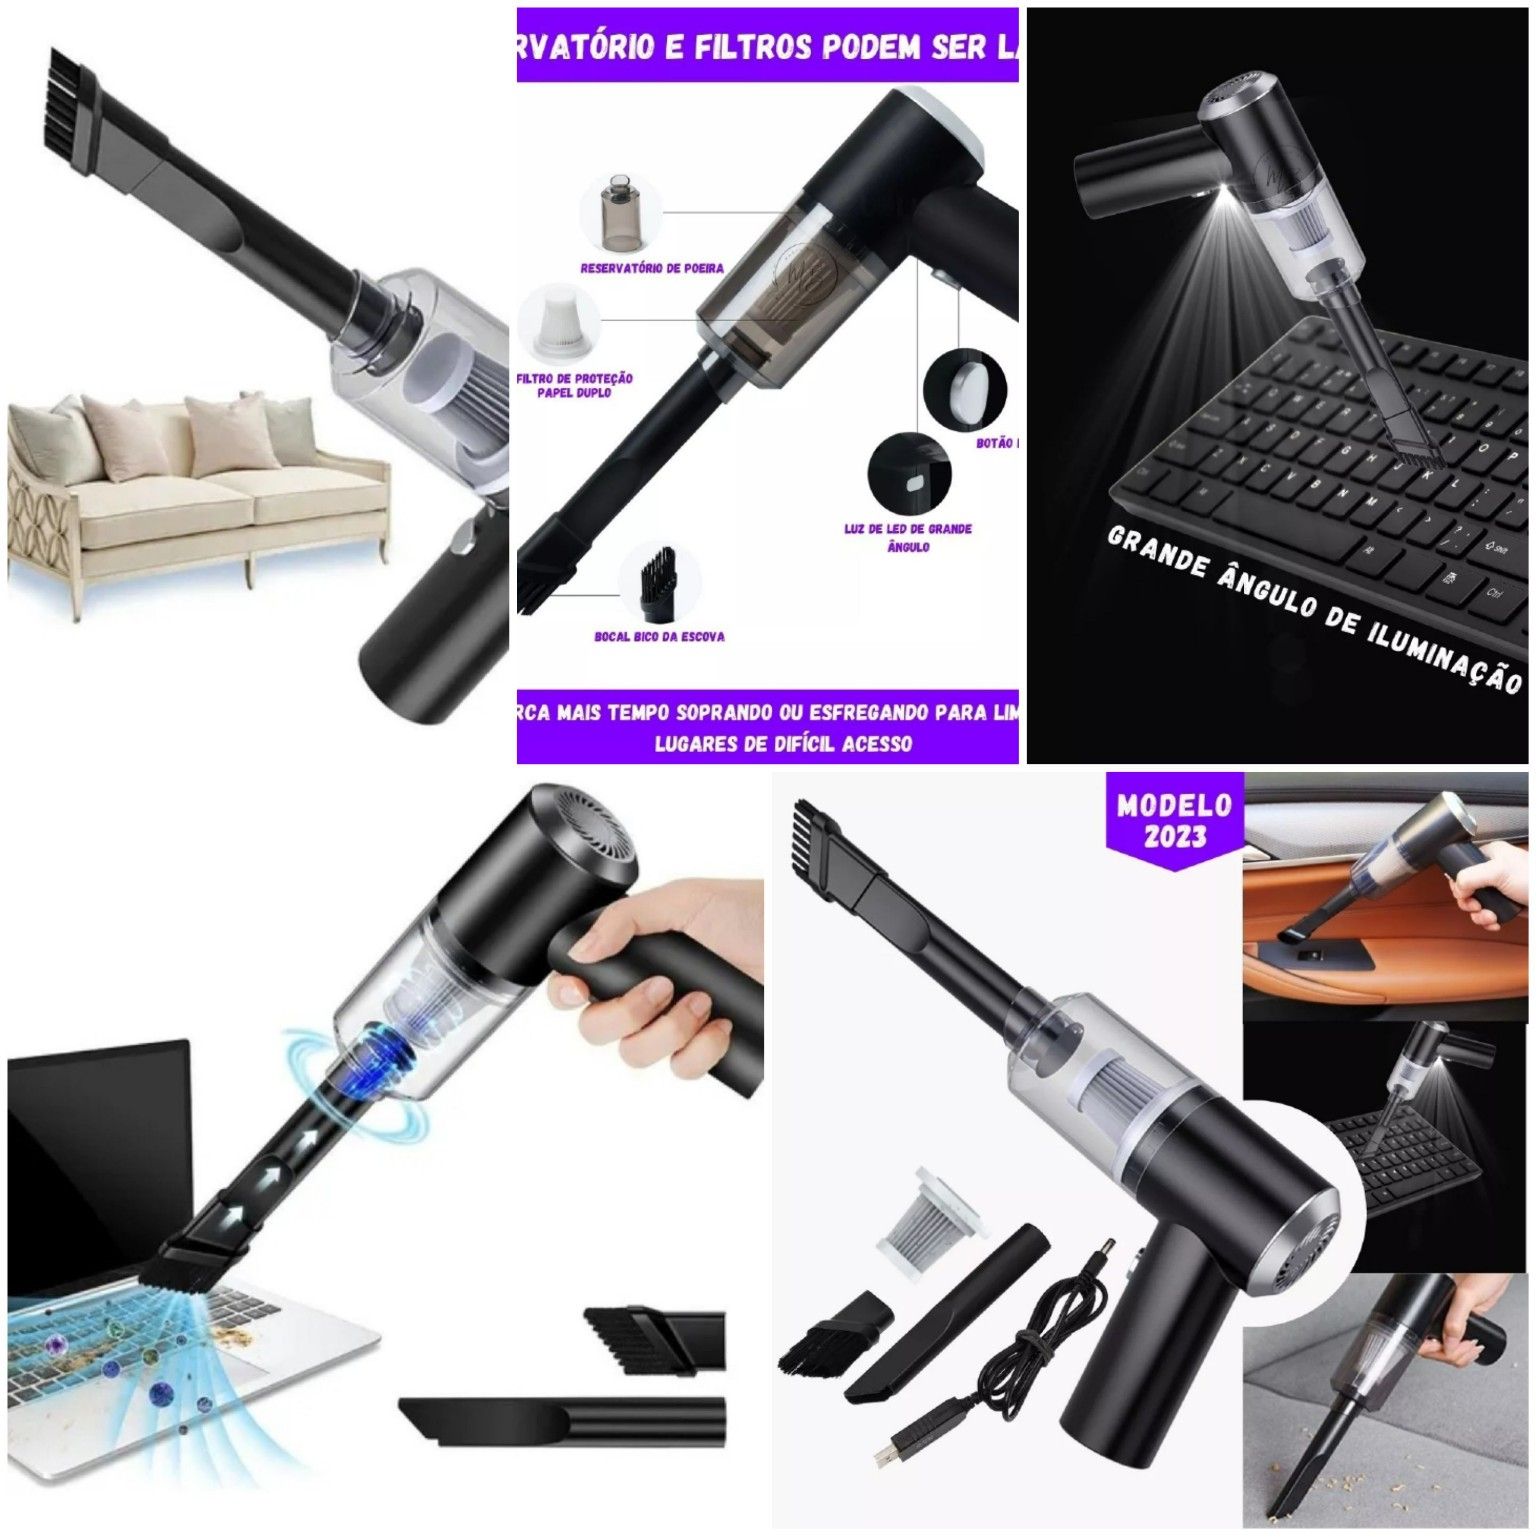 RVATÓRIO E FILTROS PODEM SER LA
RESERVATÓRIO DE POEIRA
FILTRO DE PROTEÇÃO
PAPEL DUPLO
BOTÃO
LUZ DE LED DE GRANDE
ÂNGULO
BOCAL BICO DA ESCOVA
RCA MAIS TEMPO SOPRANDO OU ESFREGANDO PARA LIM
LUGARES DE DIFÍCIL ACESSO
GRANDE ÂNGULO DE ILUMINAÇÃO
MODELO
2023